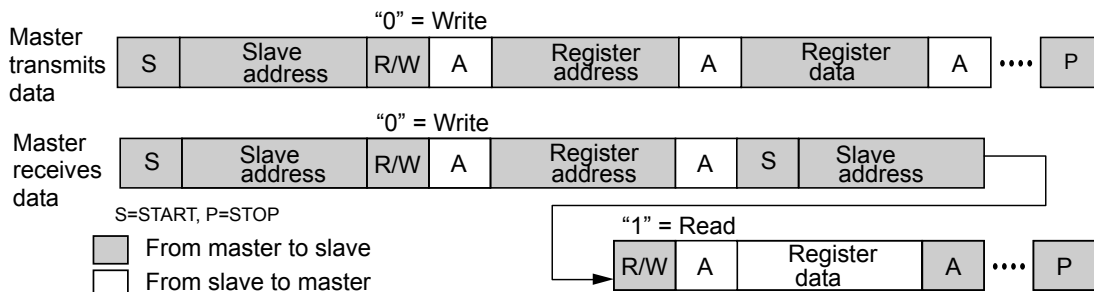 “0” = Write
Master transmits data
S Slave address R/W A Register address A Register data A •••• P
“0” = Write
Master receives data
S Slave address R/W A Register address A S Slave address
S=START, P=STOP
“1” = Read
From master to slave
R/W A Register data A •••• P
From slave to master